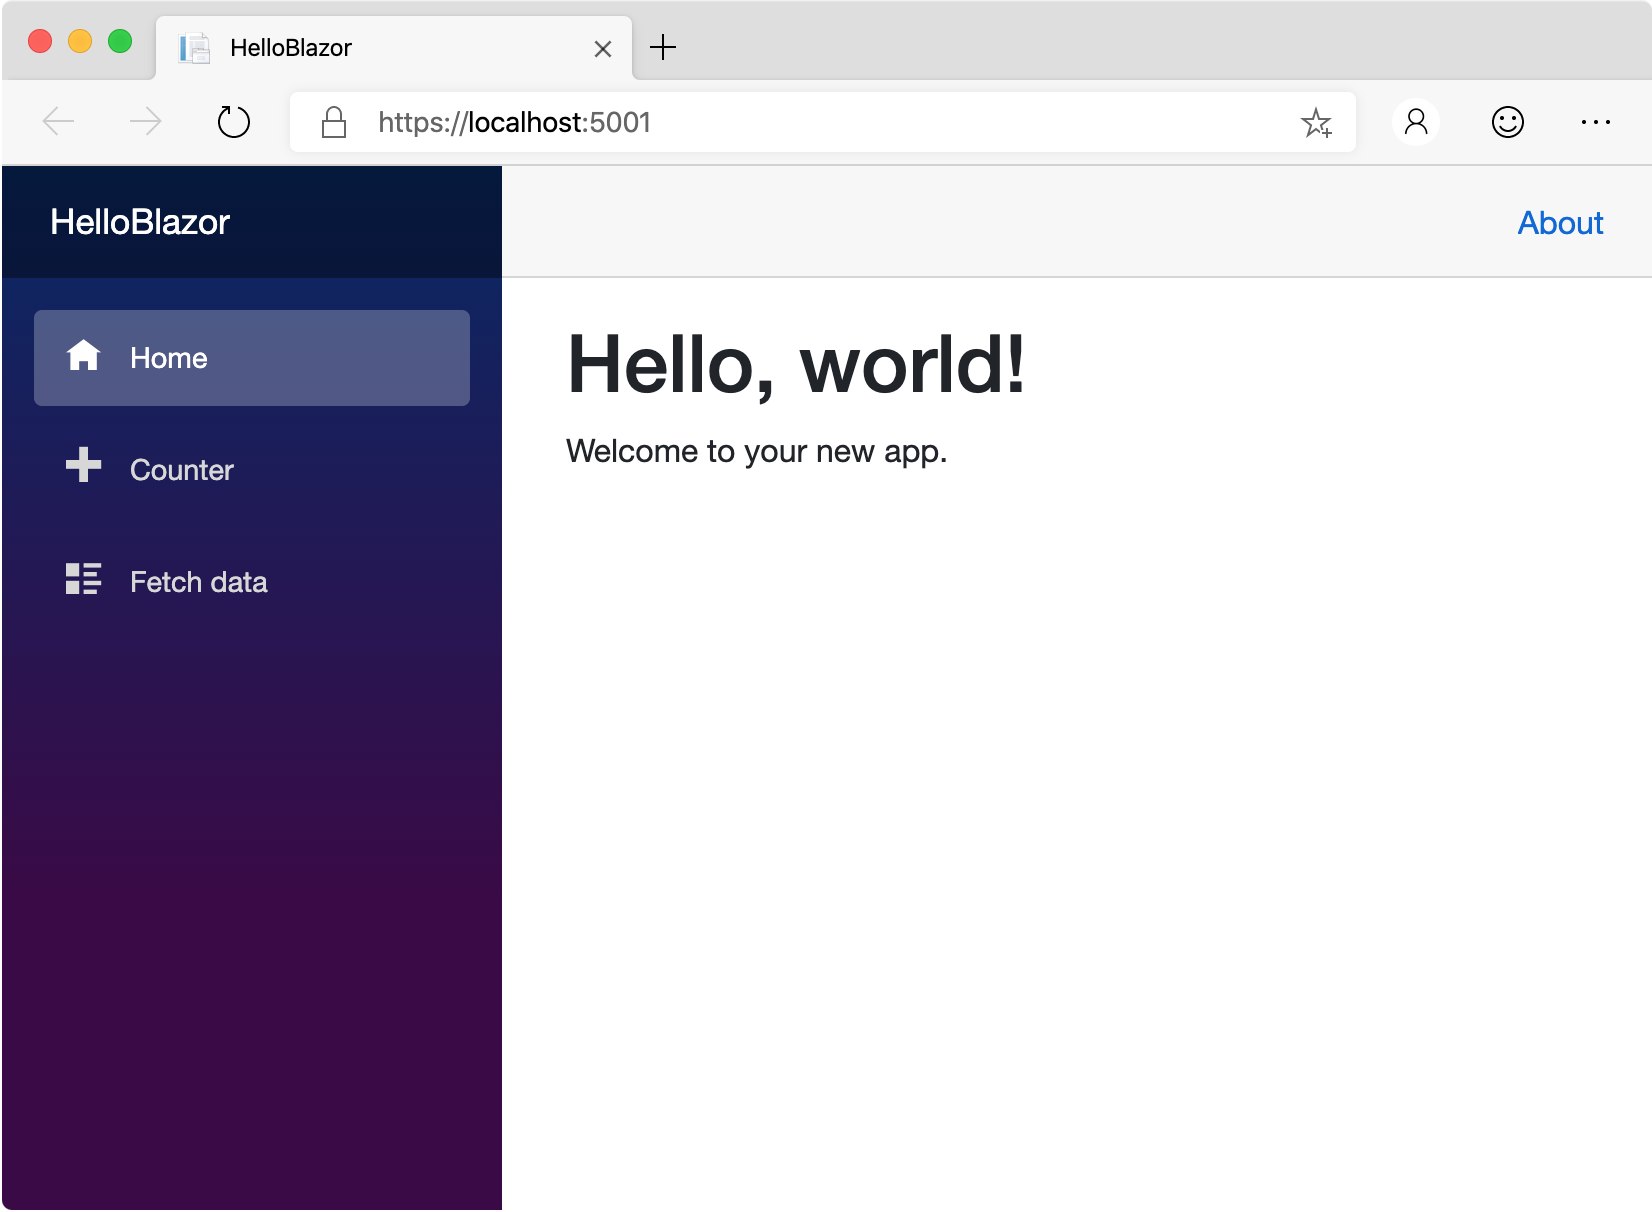 HelloBlazor
https://localhost:5001
HelloBlazor
About
Home
Counter
Fetch data
Hello, world!
Welcome to your new app.